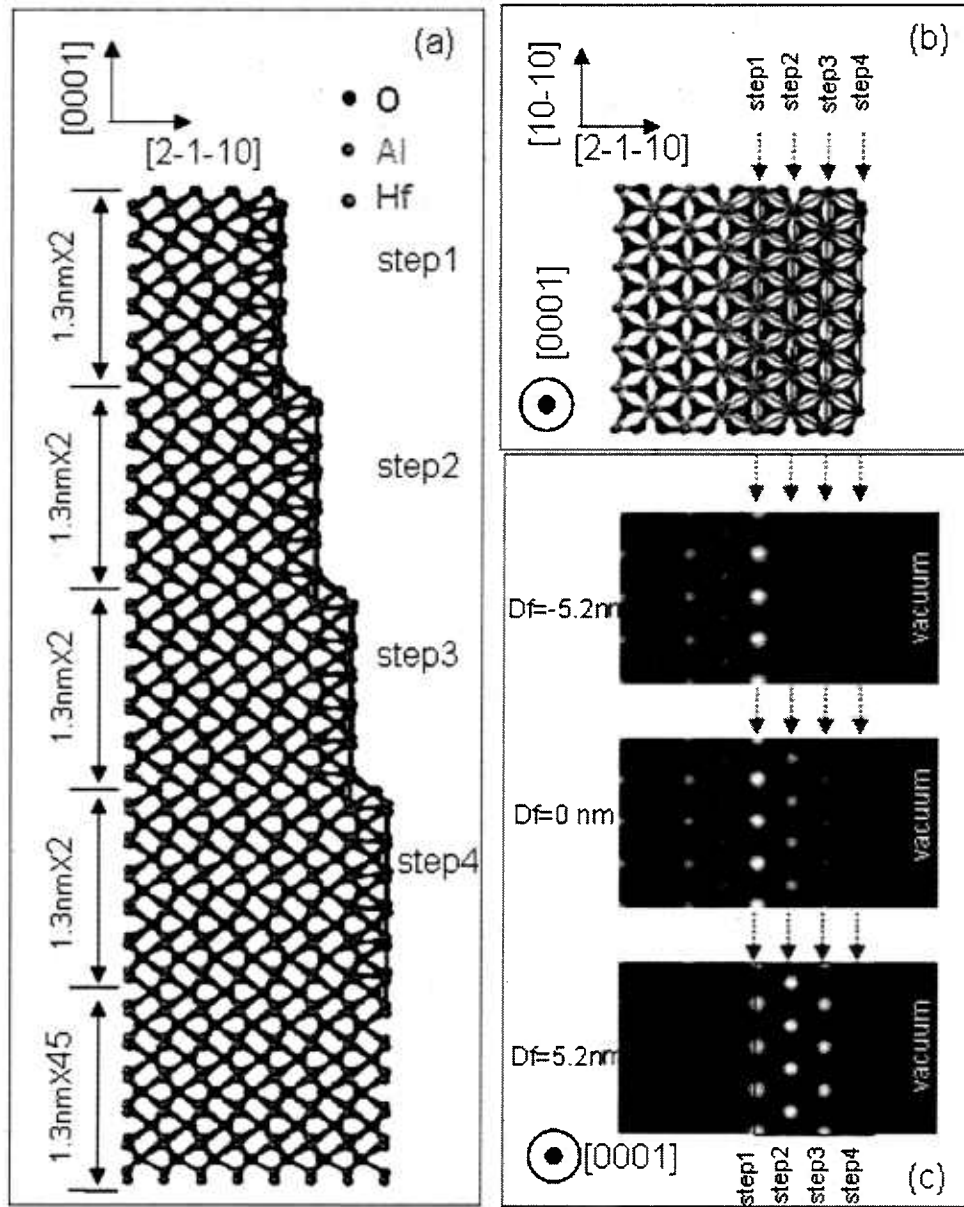 (a)
[0001]
[2-1-10]
O
Al
Hf
1.3nmX2
step1
1.3nmX2
step2
1.3nmX2
step3
1.3nmX2
step4
1.3nmX45
(b)
[10-10]
[2-1-10]
step1
step2
step3
step4
[0001]
Df=-5.2nm
vacuum
Df=0 nm
vacuum
Df=5.2nm
vacuum
[0001]
step1
step2
step3
step4
(c)